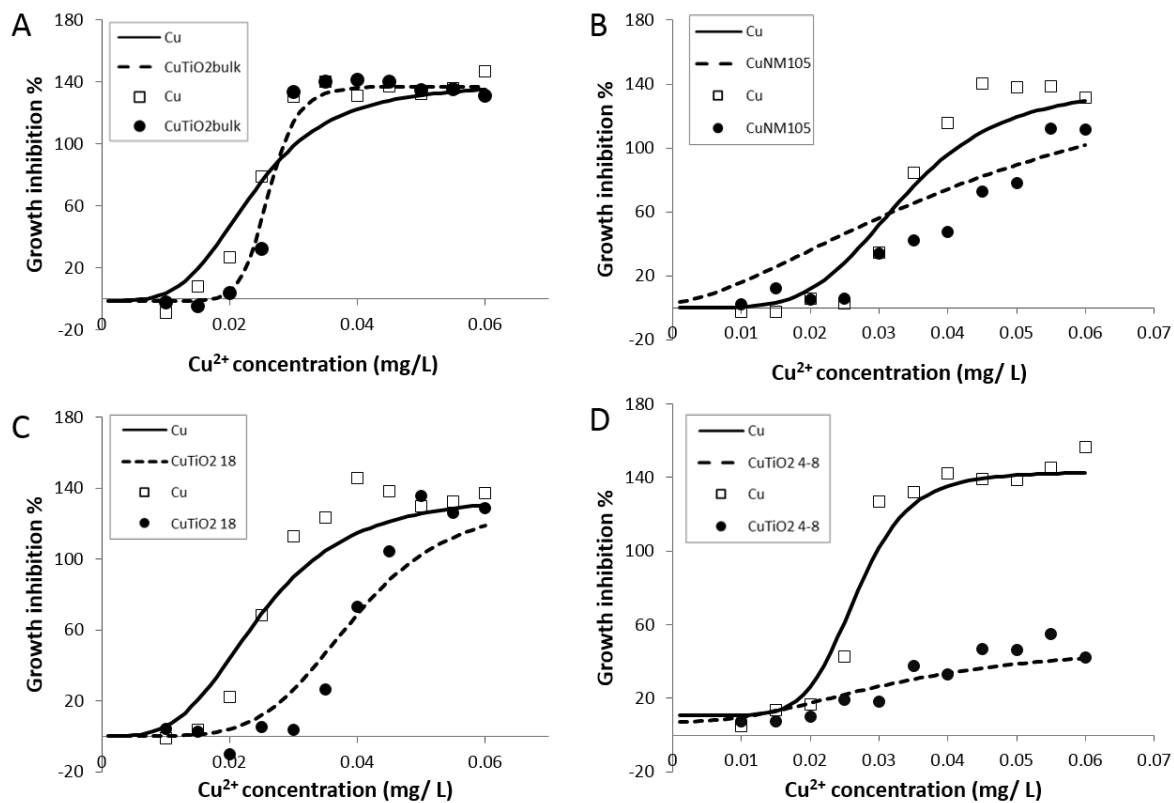 A
Growth inhibition %
180
140
100
60
20
-20
Cu
CuTiO2bulk
Cu
CuTiO2bulk
0 0.02 0.04 0.06
Cu²⁺ concentration (mg/L)
B
Growth inhibition %
180
140
100
60
20
-20
Cu
CuNM105
Cu
CuNM105
0 0.01 0.02 0.03 0.04 0.05 0.06 0.07
Cu²⁺ concentration (mg/ L)
C
Growth inhibition %
180
140
100
60
20
-20
Cu
CuTiO2 18
Cu
CuTiO2 18
0 0.02 0.04 0.06
Cu²⁺ concentration (mg/ L)
D
Growth inhibition %
180
140
100
60
20
-20
Cu
CuTiO2 4-8
Cu
CuTiO2 4-8
0 0.01 0.02 0.03 0.04 0.05 0.06 0.07
Cu²⁺ concentration (mg/ L)